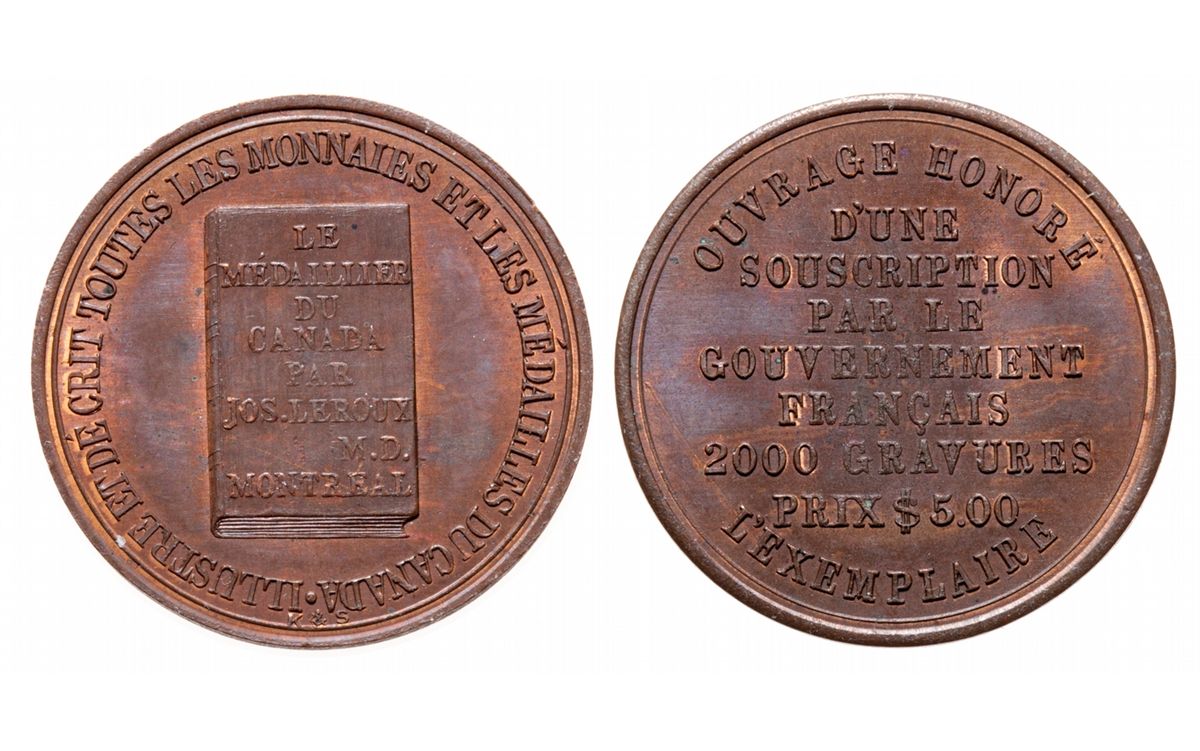 ILLUSTRE ET DÉCRIT TOUTES LES MONNAIES ET LES MÉDAILLES DU CANADA •
LE
MÉDAILLIER
DU
CANADA
PAR
JOS. LEROUX
M.D.
MONTRÉAL
K & S
OUVRAGE HONORÉ
D'UNE
SOUSCRIPTION
PAR LE
GOUVERNEMENT
FRANÇAIS
2000 GRAVURES
PRIX $ 5.00
L'EXEMPLAIRE